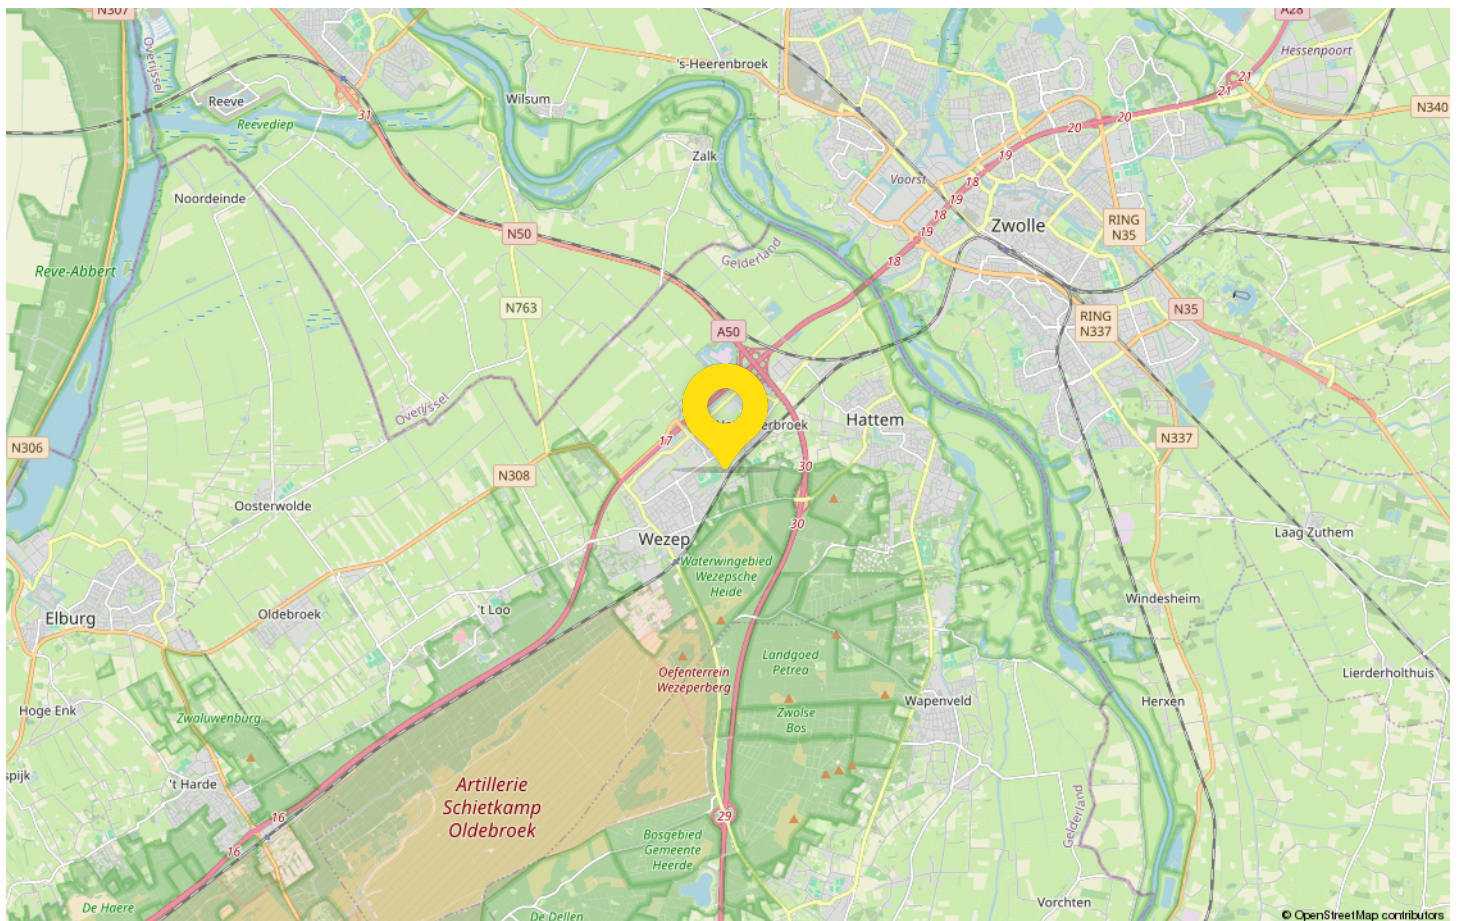 N307
A28
Hessenpoort
Overijssel
's-Heerenbroek
21
21
Reeve
Wilsum
N340
31
Reevediep
20
20
Zalk
19
Voorst
18
Noordeinde
19
18
Zwolle
RING
N35
N50
19
Gelderland
18
Reve-Abbert
N763
N35
RING
N337
A50
Overijssel
Hattem
erbroek
N306
17
N337
30
N308
Oosterwolde
30
Laag Zuthem
Wezep
Waterwingebied
Wezepsche
Heide
Windesheim
't Loo
Oldebroek
Elburg
Landgoed
Petrea
Oefenterrein
Wezeperberg
Lierderholthuis
Wapenveld
Herxen
Hoge Enk
Zwaluwenburg
Zwolse
Bos
spijk
't Harde
Artillerie
Schietkamp
Oldebroek
16
29
Gelderland
Bosgebied
Gemeente
Heerde
16
De Haere
De Dellen
Vorchten
© OpenStreetMap contributors